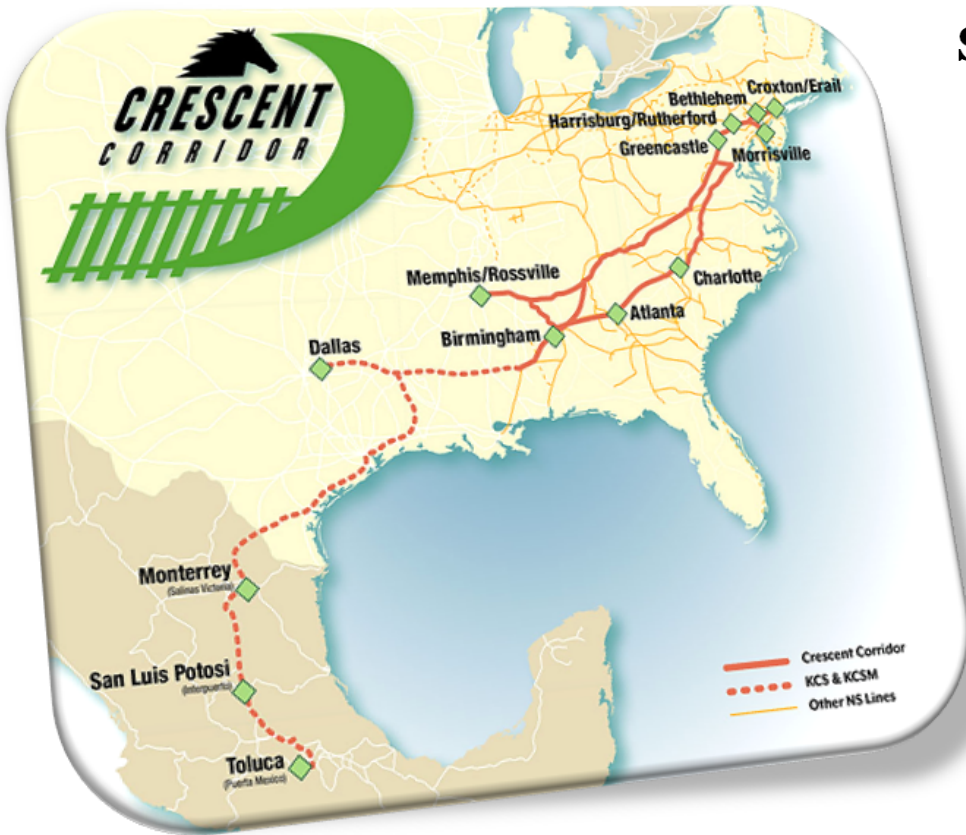 S
CRESCENT
CORRIDOR
Croxton/Erail
Bethlehem
Harrisburg/Rutherford
Greencastle
Morrisville
Memphis/Rossville
Charlotte
Atlanta
Birmingham
Dallas
Monterrey
(Salinas Victoria)
San Luis Potosi
(Interpuerto)
Toluca
(Puerta Mexico)
Crescent Corridor
KCS & KCSM
Other NS Lines